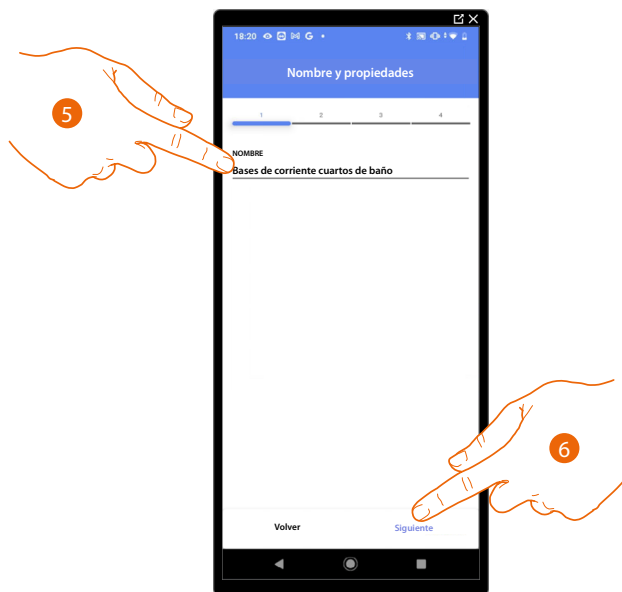 18:20 G
Nombre y propiedades
1 2 3 4
5
NOMBRE
Bases de corriente cuartos de baño
6
Volver Siguiente